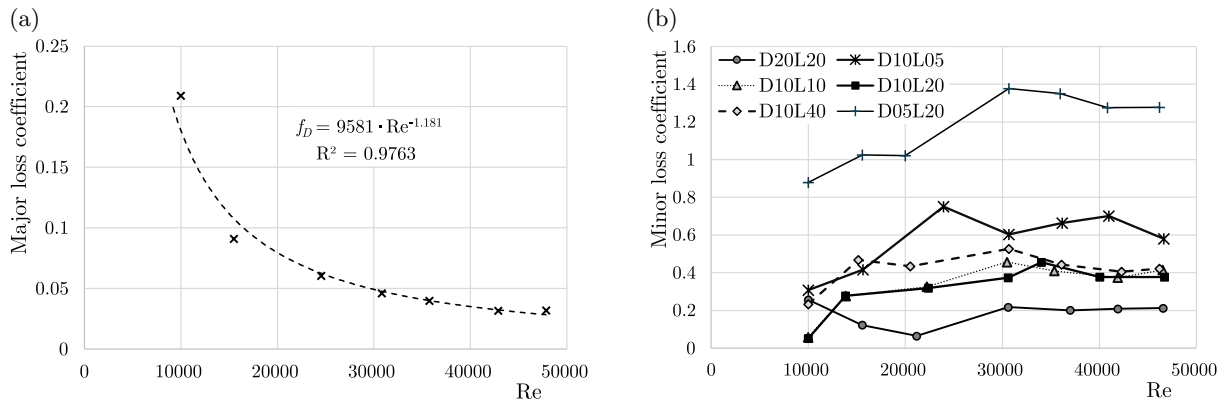 (a)
Major loss coefficient
0.25
0.2
0.15
0.1
0.05
0
f_D = 9581 · Re^-1.181
R² = 0.9763
0 10000 20000 30000 40000 50000
Re
(b)
Minor loss coefficient
1.6
1.4
1.2
1
0.8
0.6
0.4
0.2
0
D20L20 D10L05
D10L10 D10L20
D10L40 D05L20
0 10000 20000 30000 40000 50000
Re